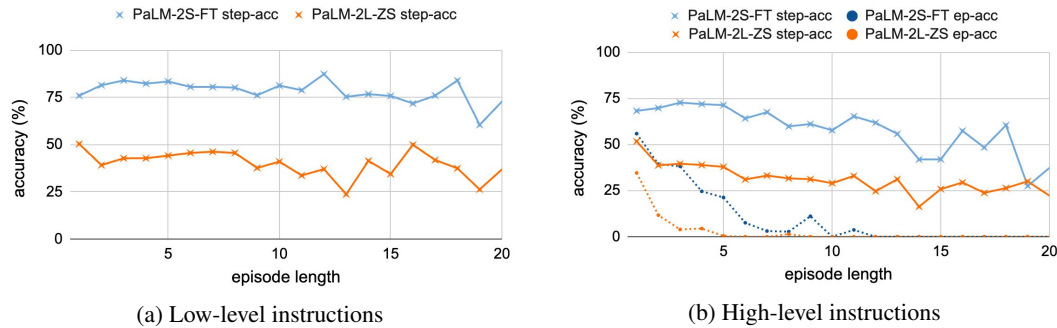 PaLM-2S-FT step-acc PaLM-2L-ZS step-acc
100
75
50
25
0
accuracy (%)
5 10 15 20
episode length
(a) Low-level instructions
PaLM-2S-FT step-acc PaLM-2S-FT ep-acc
PaLM-2L-ZS step-acc PaLM-2L-ZS ep-acc
100
75
50
25
0
accuracy (%)
5 10 15 20
episode length
(b) High-level instructions